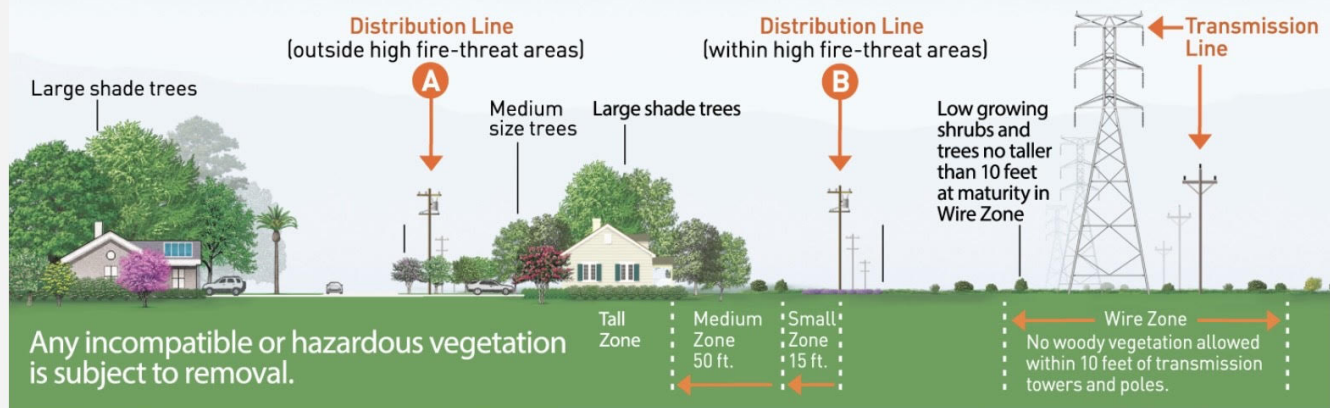 Distribution Line
(outside high fire-threat areas)
A
Distribution Line
(within high fire-threat areas)
B
Transmission
Line
Large shade trees
Medium
size trees
Large shade trees
Low growing
shrubs and
trees no taller
than 10 feet
at maturity in
Wire Zone
Any incompatible or hazardous vegetation
is subject to removal.
Tall
Zone
Medium
Zone
50 ft.
Small
Zone
15 ft.
Wire Zone
No woody vegetation allowed
within 10 feet of transmission
towers and poles.